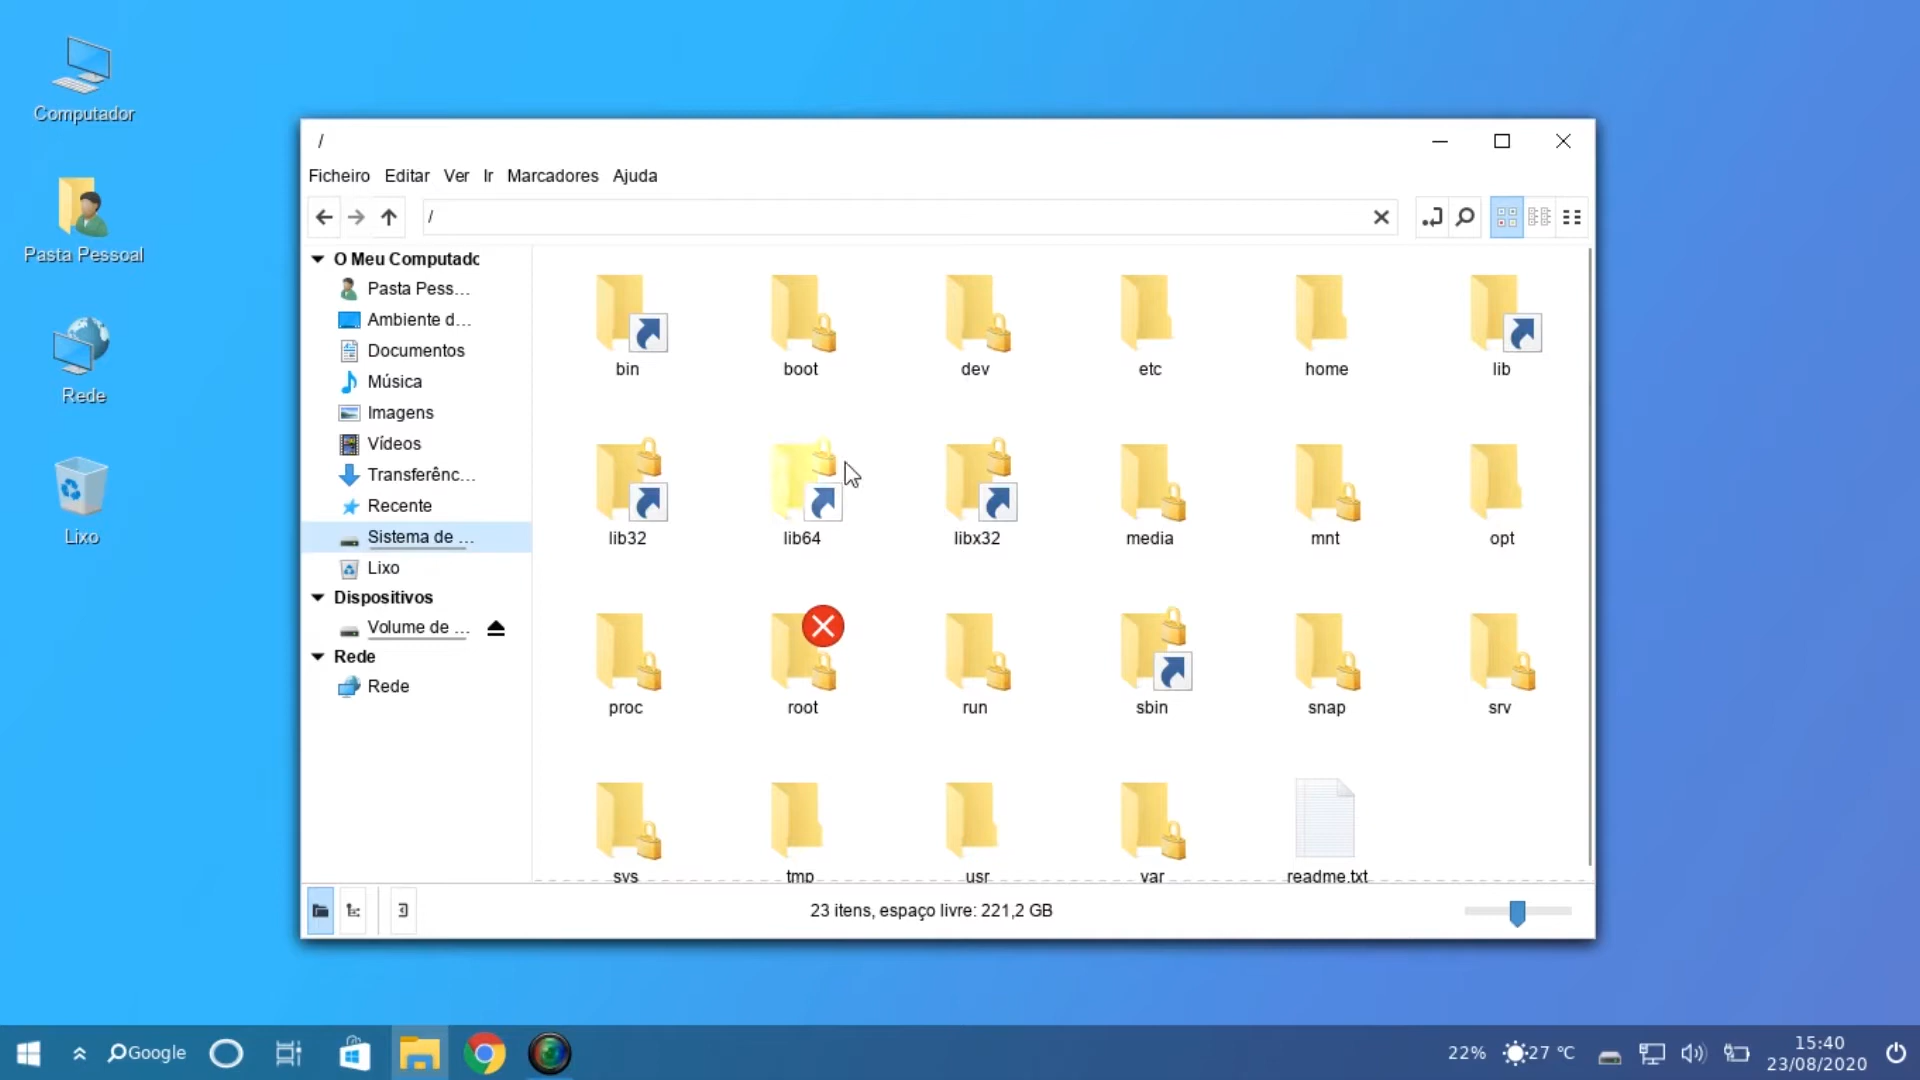 Computador
Pasta Pessoal
Rede
Lixo
/
Ficheiro Editar Ver Ir Marcadores Ajuda
/
O Meu Computado
Pasta Pess...
Ambiente d...
Documentos
Música
Imagens
Vídeos
Transferênc...
Recente
Sistema de ...
Lixo
Dispositivos
Volume de ...
Rede
Rede
bin boot dev etc home lib
lib32 lib64 libx32 media mnt opt
proc root run sbin snap srv
sys tmp usr var readme.txt
23 itens, espaço livre: 221,2 GB
Google
22% 27 °C
15:40
23/08/2020